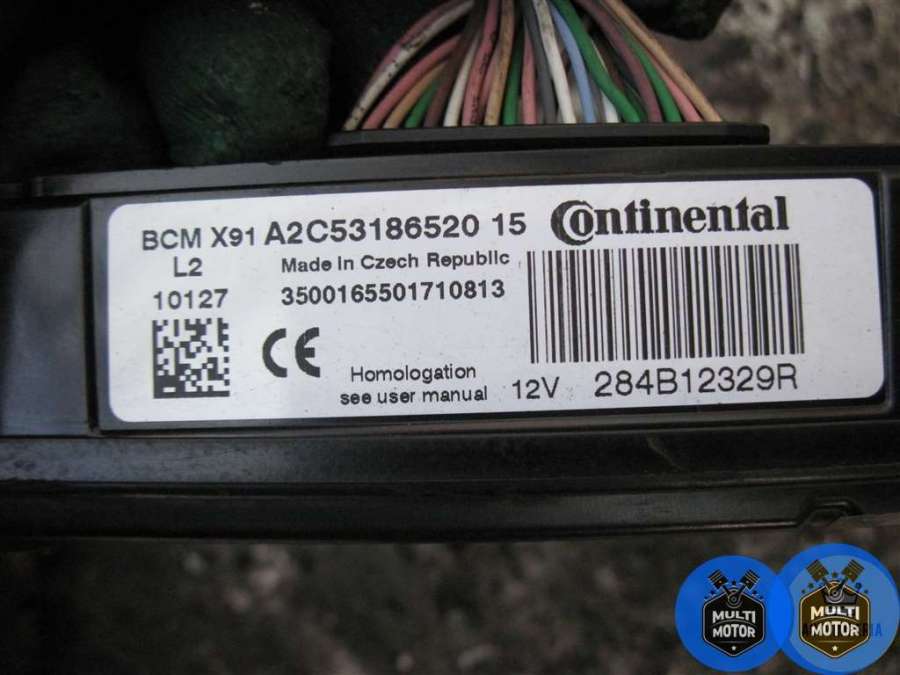 BCM X91 A2C53186520 15 Continental
L2 Made in Czech Republic
10127 3500165501710813
CE
Homologation
see user manual 12V 284B12329R
MULTI
MOTOR
MULTI
MOTOR